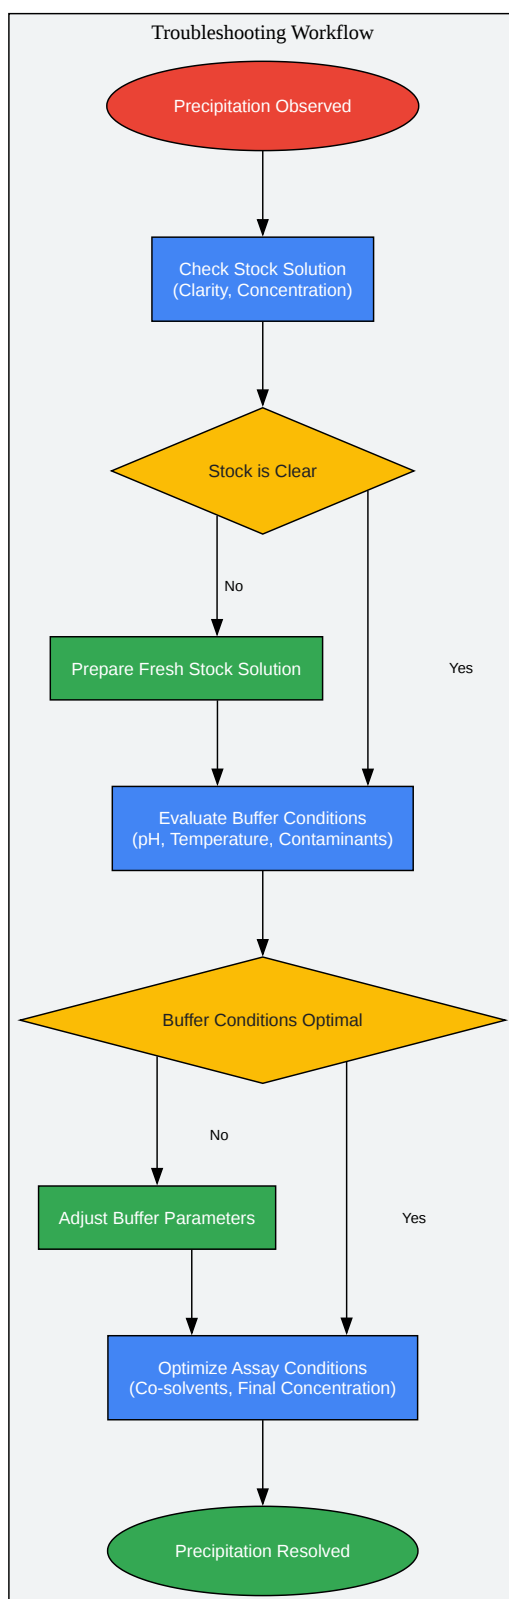 Troubleshooting Workflow
Precipitation Observed
Check Stock Solution
(Clarity, Concentration)
Stock is Clear
No
Yes
Prepare Fresh Stock Solution
Evaluate Buffer Conditions
(pH, Temperature, Contaminants)
Buffer Conditions Optimal
No
Yes
Adjust Buffer Parameters
Optimize Assay Conditions
(Co-solvents, Final Concentration)
Precipitation Resolved